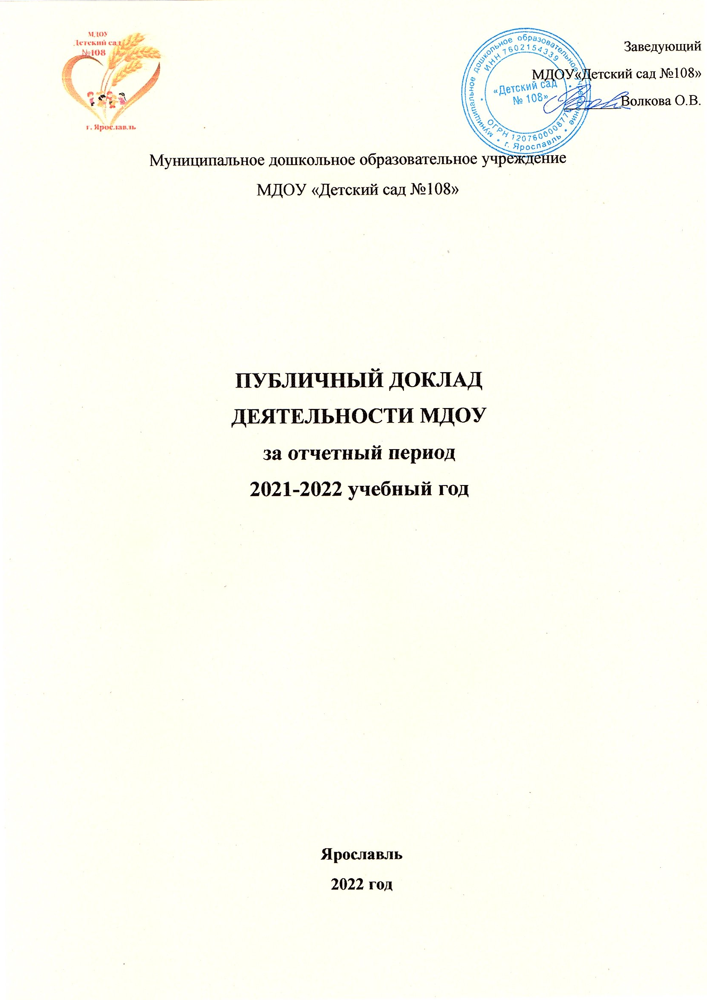 МДОУ
Детский сад
№108
г. Ярославль
Заведующий
МДОУ«Детский сад №108»
Волкова О.В.
муниципальное дошкольное образовательное учреждение
г. Ярославль
ИНН 7602154339
«Детский сад
№ 108»
ОГРН 120760000877
Муниципальное дошкольное образовательное учреждение
МДОУ «Детский сад №108»
ПУБЛИЧНЫЙ ДОКЛАД
ДЕЯТЕЛЬНОСТИ МДОУ
за отчетный период
2021-2022 учебный год
Ярославль
2022 год